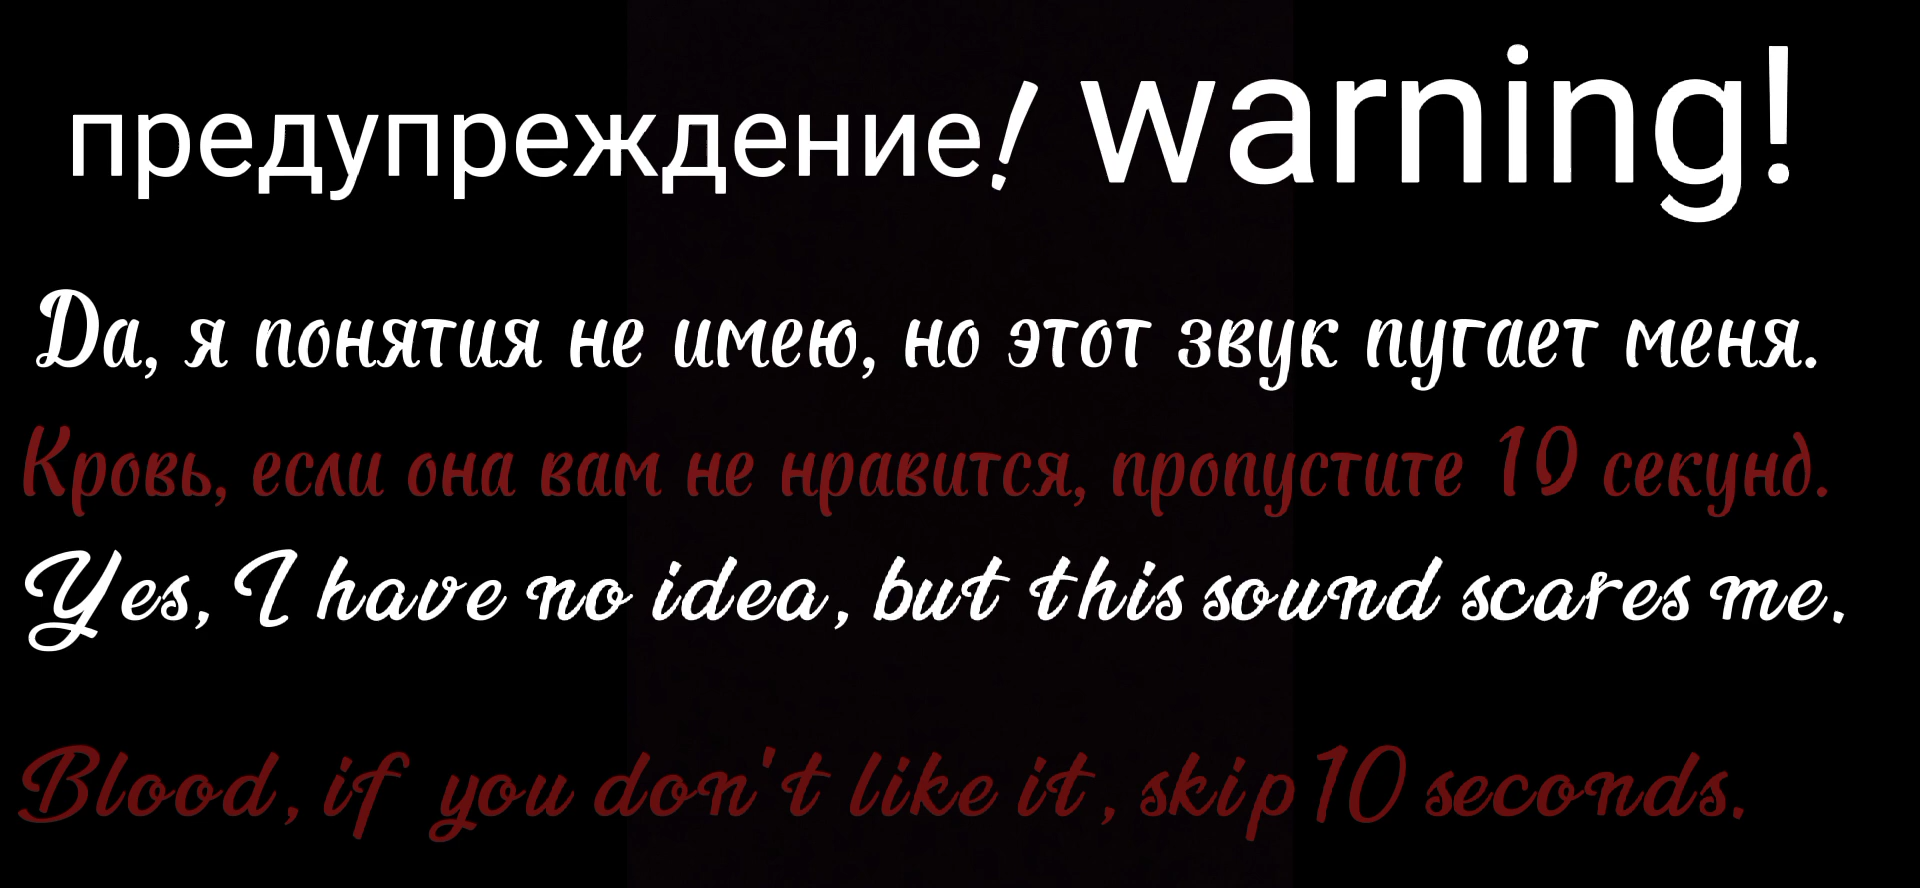 предупреждение! warning!
Да, я понятия не имею, но этот звук пугает меня.
Кровь, если она вам не нравится, пропустите 10 секунд.
Yes, I have no idea, but this sound scares me.
Blood, if you don't like it, skip 10 seconds.